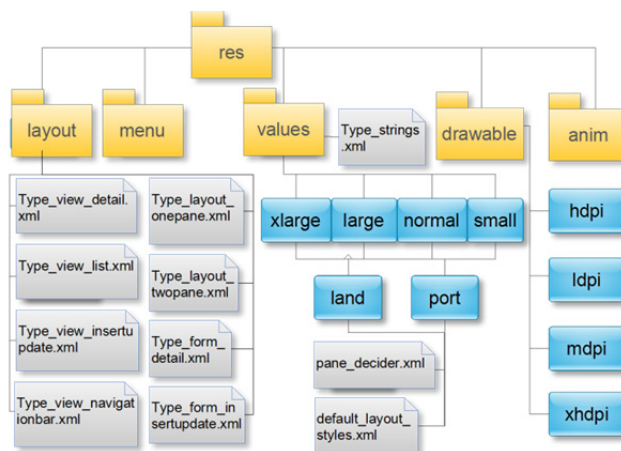 res
layout
menu
values
Type_strings
.xml
drawable
anim
Type_view_detail.
xml
Type_layout_
onepane.xml
Type_view_list.xml
Type_layout_
twopane.xml
Type_view_insertu
pdate.xml
Type_form_
detail.xml
Type_view_navigat
ionbar.xml
Type_form_in
sertupdate.xml
xlarge
large
normal
small
land
port
pane_decider.xml
default_layout_
styles.xml
hdpi
ldpi
mdpi
xhdpi